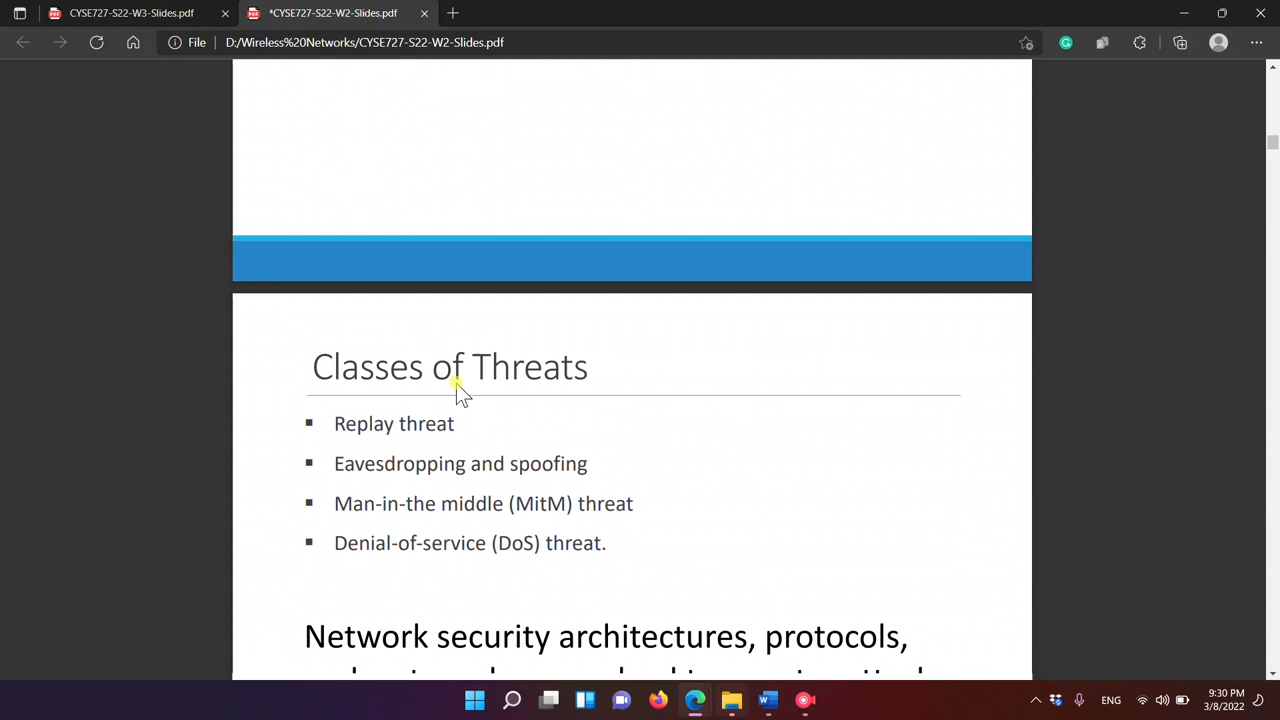 CYSE727-S22-W3-Slides.pdf
*CYSE727-S22-W2-Slides.pdf
File
D:/Wireless%20Networks/CYSE727-S22-W2-Slides.pdf
Classes of Threats
▪ Replay threat
▪ Eavesdropping and spoofing
▪ Man-in-the middle (MitM) threat
▪ Denial-of-service (DoS) threat.
Network security architectures, protocols,
ENG
9:30 PM
3/8/2022